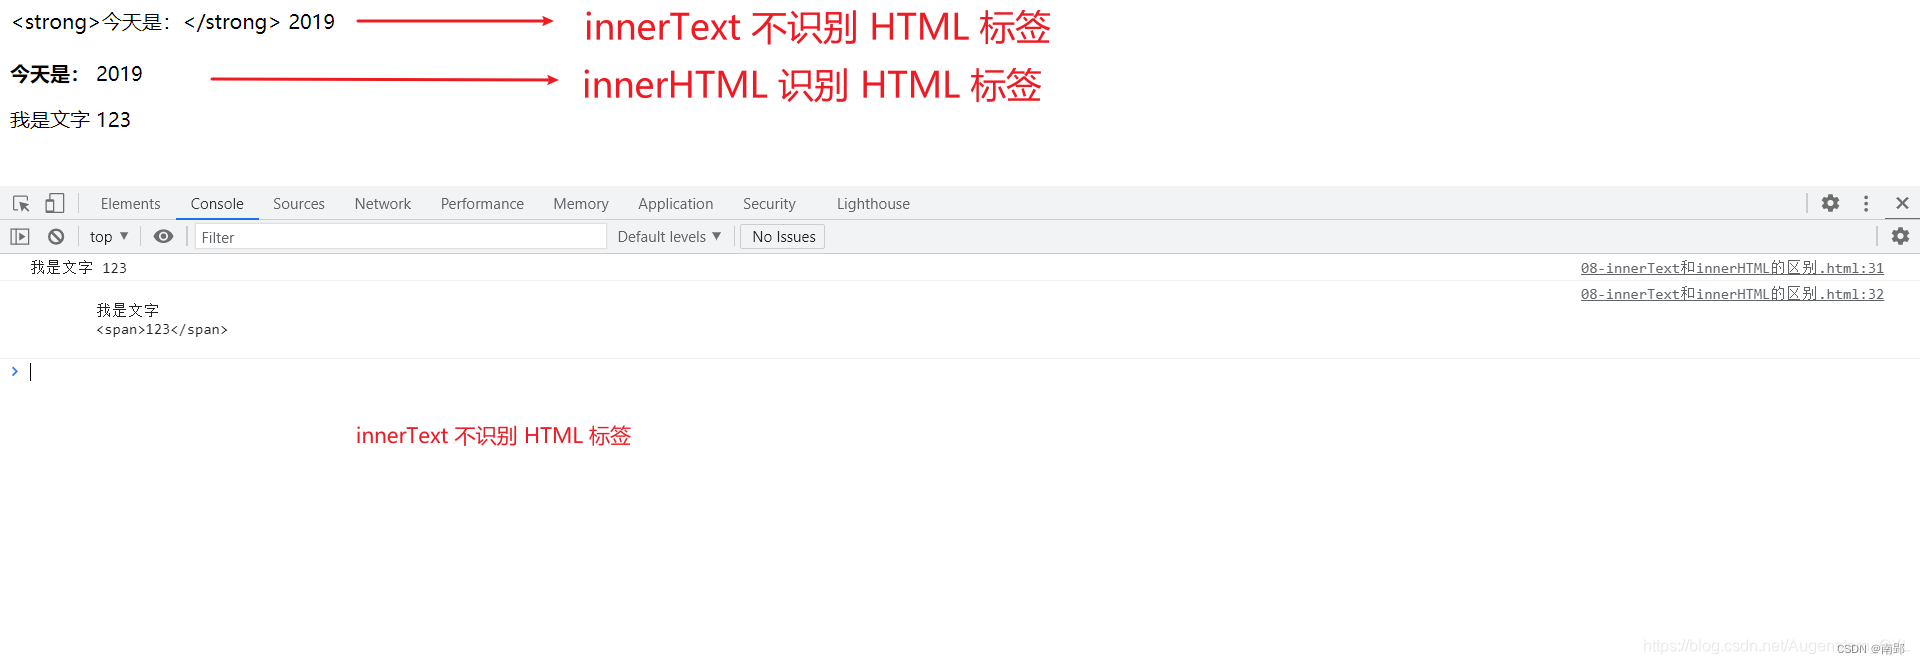 <strong>今天是：</strong> 2019
innerText 不识别 HTML 标签
今天是： 2019
innerHTML 识别 HTML 标签
我是文字 123
Elements Console Sources Network Performance Memory Application Security Lighthouse
top Filter Default levels No Issues
我是文字 123 08-innerText和innerHTML的区别.html:31
08-innerText和innerHTML的区别.html:32
我是文字
<span>123</span>
innerText 不识别 HTML 标签
https://blog.csdn.net/Augen
CSDN @南郢